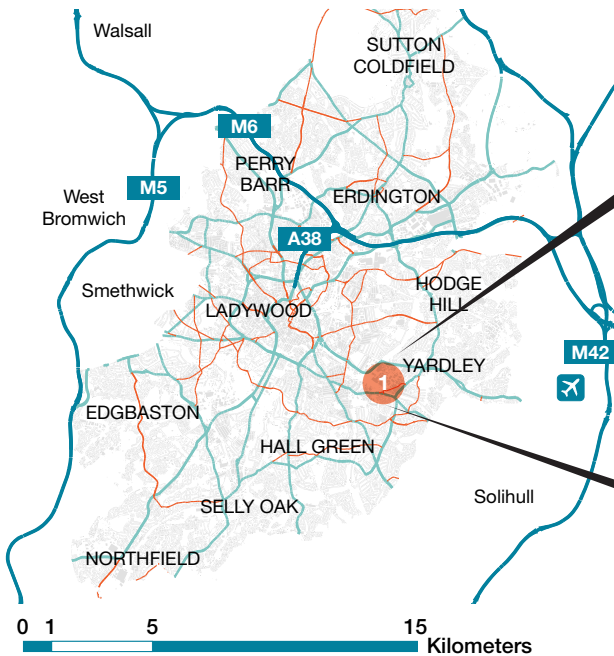 Walsall
SUTTON
COLDFIELD
M6
PERRY
BARR
M5
West
Bromwich
ERDINGTON
A38
HODGE
HILL
Smethwick
LADYWOOD
M42
YARDLEY
1
EDGBASTON
HALL GREEN
Solihull
SELLY OAK
NORTHFIELD
0 1 5 15
Kilometers